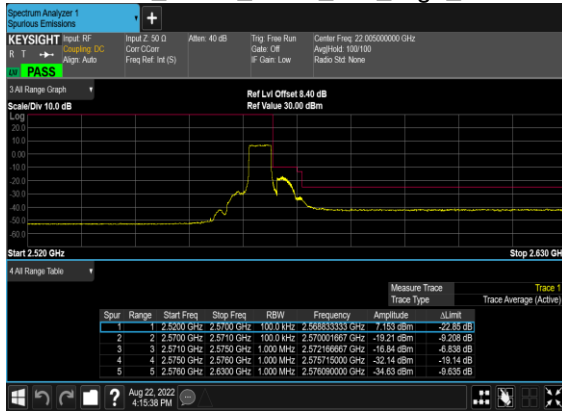 Spectrum Analyzer 1
Spurious Emissions
+
KEYSIGHT Input: RF Input Z: 50 Ω Atten: 40 dB Trig: Free Run Center Freq: 22.005000000 GHz
R T Coupling: DC Corr CCorr Gate: Off Avg|Hold: 100/100
Align: Auto Freq Ref: Int (S) IF Gain: Low Radio Std: None
PASS
3 All Range Graph
Ref Lvl Offset 8.40 dB
Scale/Div 10.0 dB Ref Value 30.00 dBm
Log
20.0
10.0
0.00
-10.0
-20.0
-30.0
-40.0
-50.0
-60.0
Start 2.520 GHz Stop 2.630 GH
4 All Range Table
Measure Trace Trace 1
Trace Type Trace Average (Active)
Spur Range Start Freq Stop Freq RBW Frequency Amplitude ΔLimit
1 1 2.5200 GHz 2.5700 GHz 100.0 kHz 2.568833333 GHz 7.153 dBm -22.85 dB
2 2 2.5700 GHz 2.5710 GHz 100.0 kHz 2.570001667 GHz -19.21 dBm -9.208 dB
3 3 2.5710 GHz 2.5750 GHz 1.000 MHz 2.572166667 GHz -16.84 dBm -6.838 dB
4 4 2.5750 GHz 2.5760 GHz 1.000 MHz 2.575715000 GHz -32.14 dBm -19.14 dB
5 5 2.5760 GHz 2.6300 GHz 1.000 MHz 2.576090000 GHz -34.63 dBm -9.635 dB
? Aug 22, 2022
4:15:38 PM